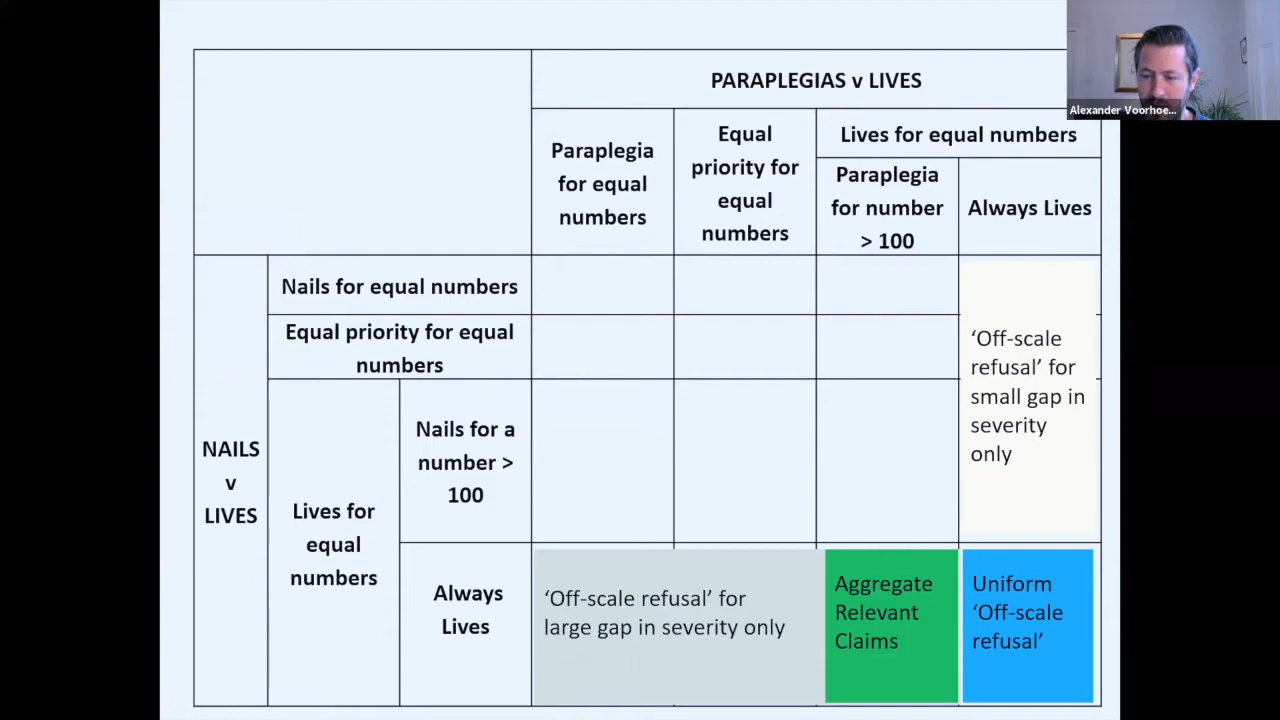 PARAPLEGIAS v LIVES
Alexander Voorhoe...
Paraplegia
for equal
numbers
Equal
priority for
equal
numbers
Lives for equal numbers
Paraplegia
for number
> 100
Always Lives
NAILS
v
LIVES
Nails for equal numbers
Equal priority for equal
numbers
Lives for
equal
numbers
Nails for a
number >
100
Always
Lives
‘Off-scale
refusal’ for
small gap in
severity
only
‘Off-scale refusal’ for
large gap in severity only
Aggregate
Relevant
Claims
Uniform
‘Off-scale
refusal’